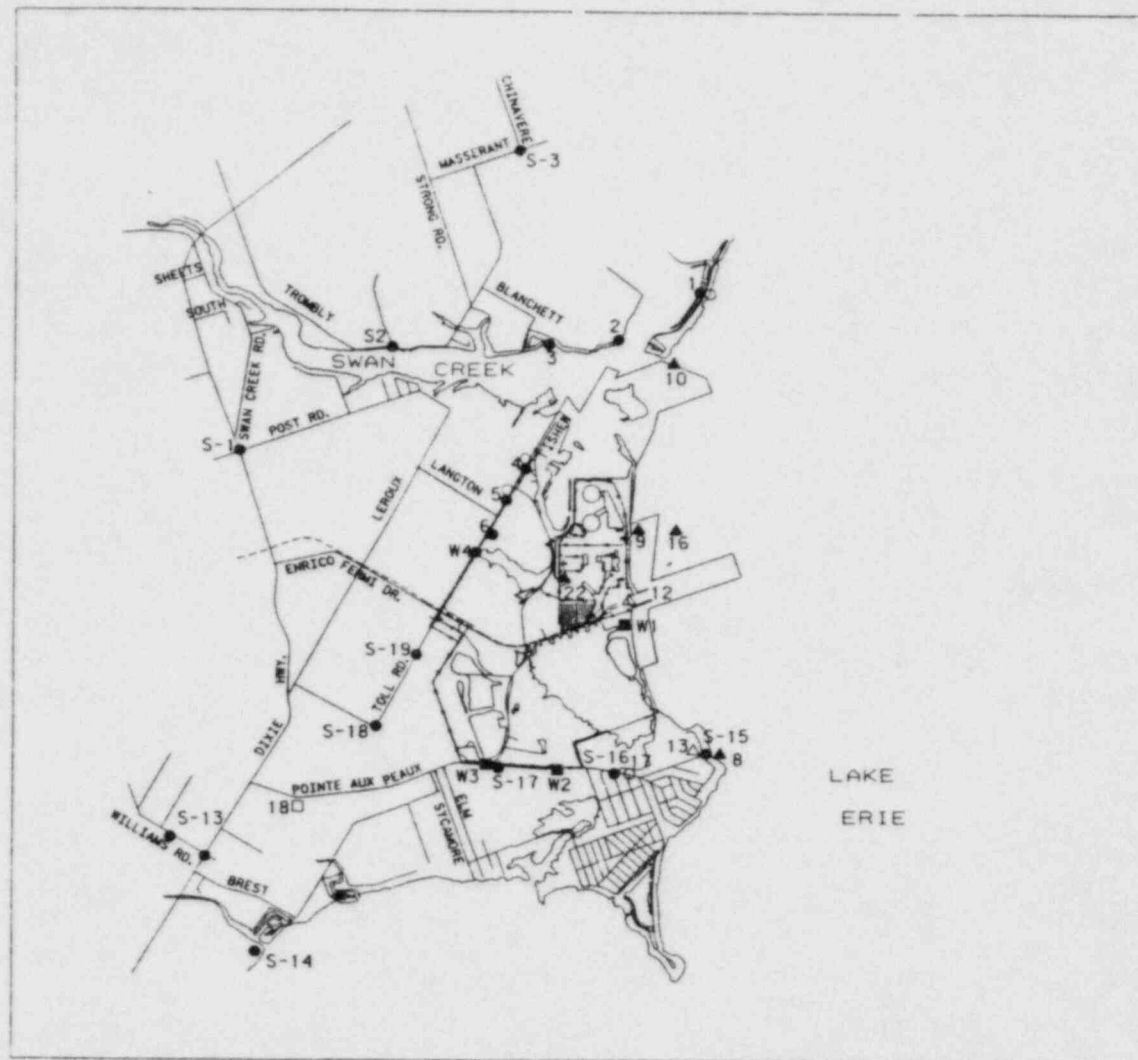 CHINAVERE
MASSERANT
S-3
STRONG RD.
SHEETS
SOUTH
TROMBLY
BLANCHETT
1
2
S2
3
SWAN CREEK
10
SWAN CREEK RD.
POST RD.
S-1
4
LANGTON
5
LEROUX
6
W4
9
16
ENRICO FERMI DR.
22
12
W1
S-19
HWY.
TOLL RD.
S-18
DIXIE
S-15
13
8
S-16
17
W3
S-17
W2
POINTE AUX PEAUX
18
ELM
SYCAMORE
LAKE
ERIE
S-13
WILLIAMS RD.
BREST
S-14